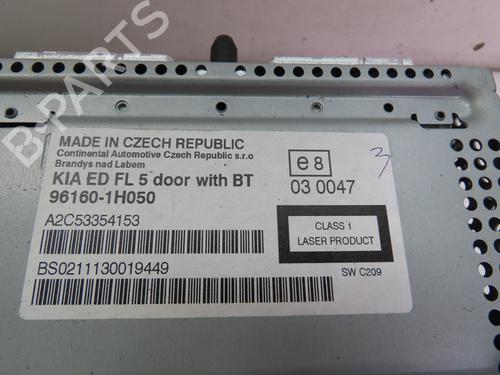 B-PARTS
MADE IN CZECH REPUBLIC
Continental Automotive Czech Republic s.r.o
Brandys nad Labem
KIA ED FL 5 door with BT
96160-1H050
A2C53354153
BS0211130019449
e8
03 0047
3
CLASS 1
LASER PRODUCT
SW C209